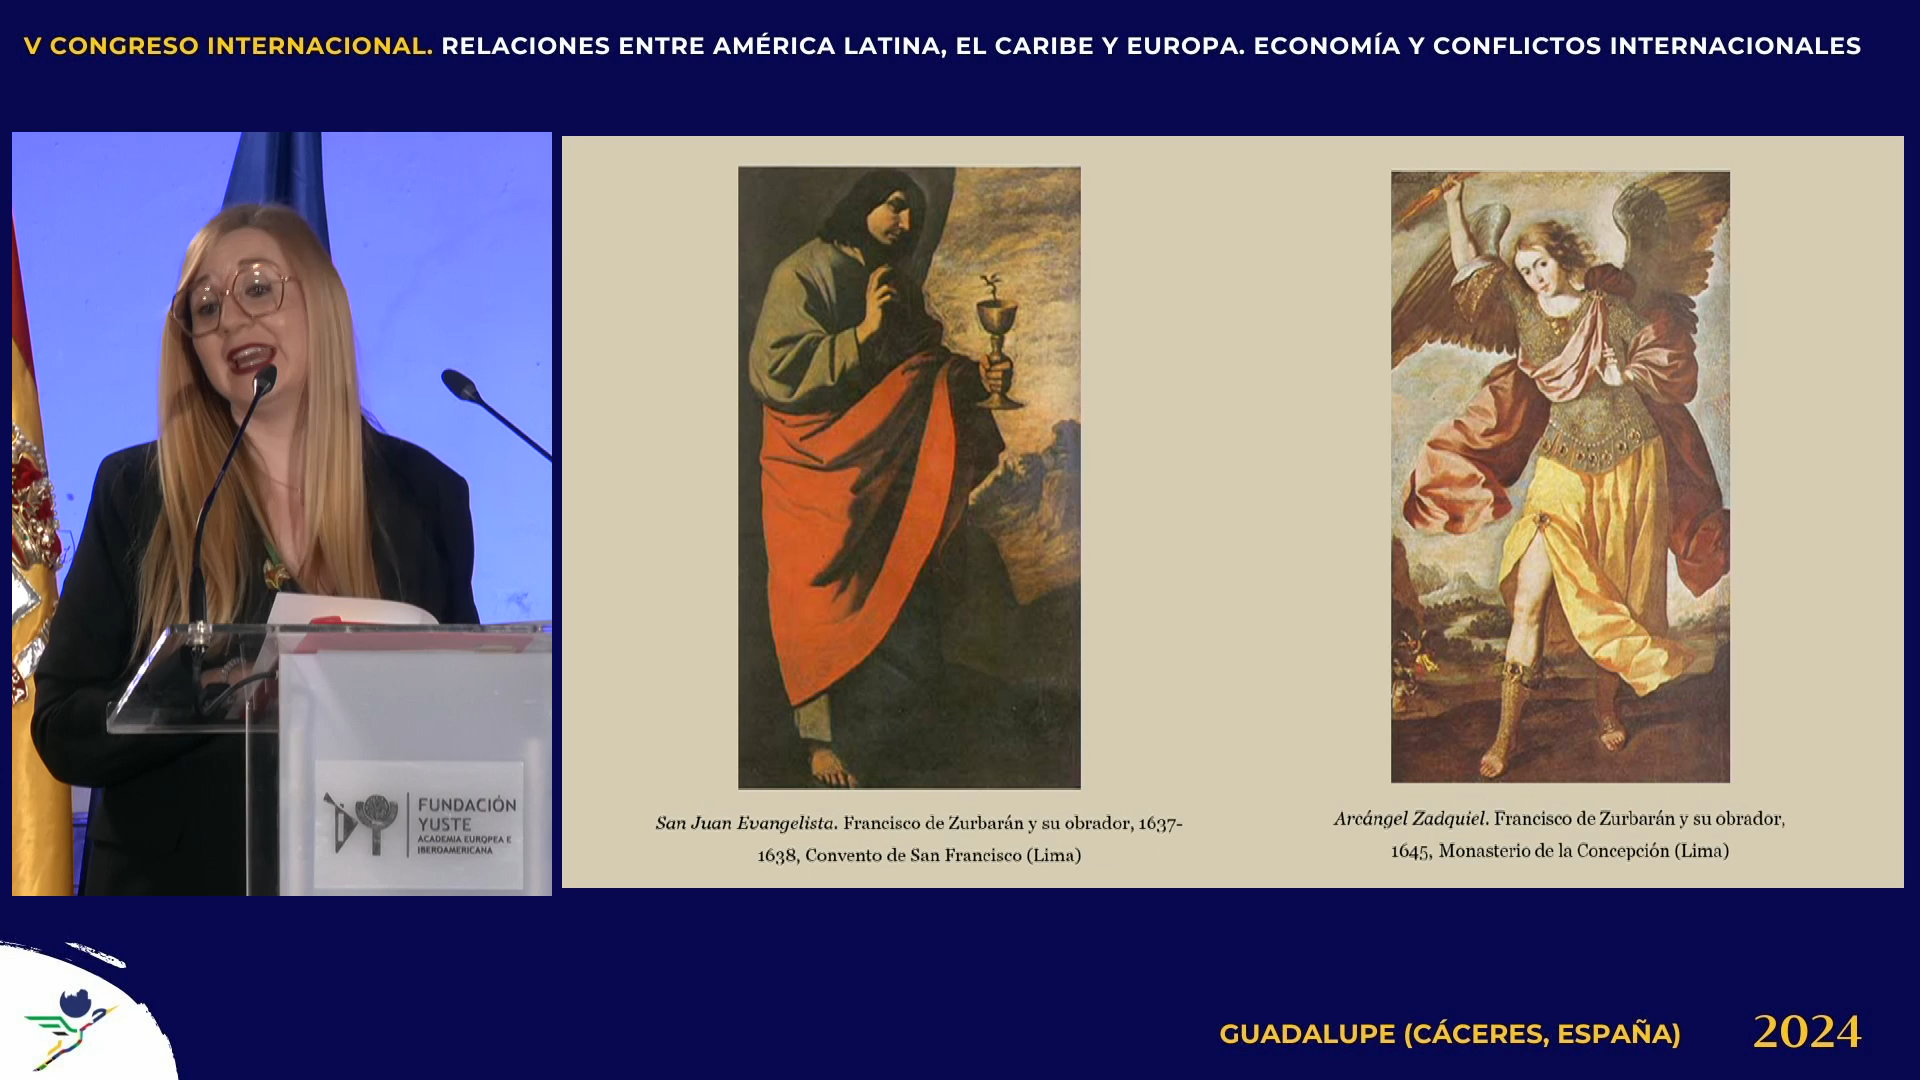 V CONGRESO INTERNACIONAL. RELACIONES ENTRE AMÉRICA LATINA, EL CARIBE Y EUROPA. ECONOMÍA Y CONFLICTOS INTERNACIONALES
San Juan Evangelista. Francisco de Zurbarán y su obrador, 1637-
1638, Convento de San Francisco (Lima)
Arcángel Zadquiel. Francisco de Zurbarán y su obrador,
1645, Monasterio de la Concepción (Lima)
FUNDACIÓN
YUSTE
ACADEMIA EUROPEA E
IBEROAMERICANA
GUADALUPE (CÁCERES, ESPAÑA) 2024